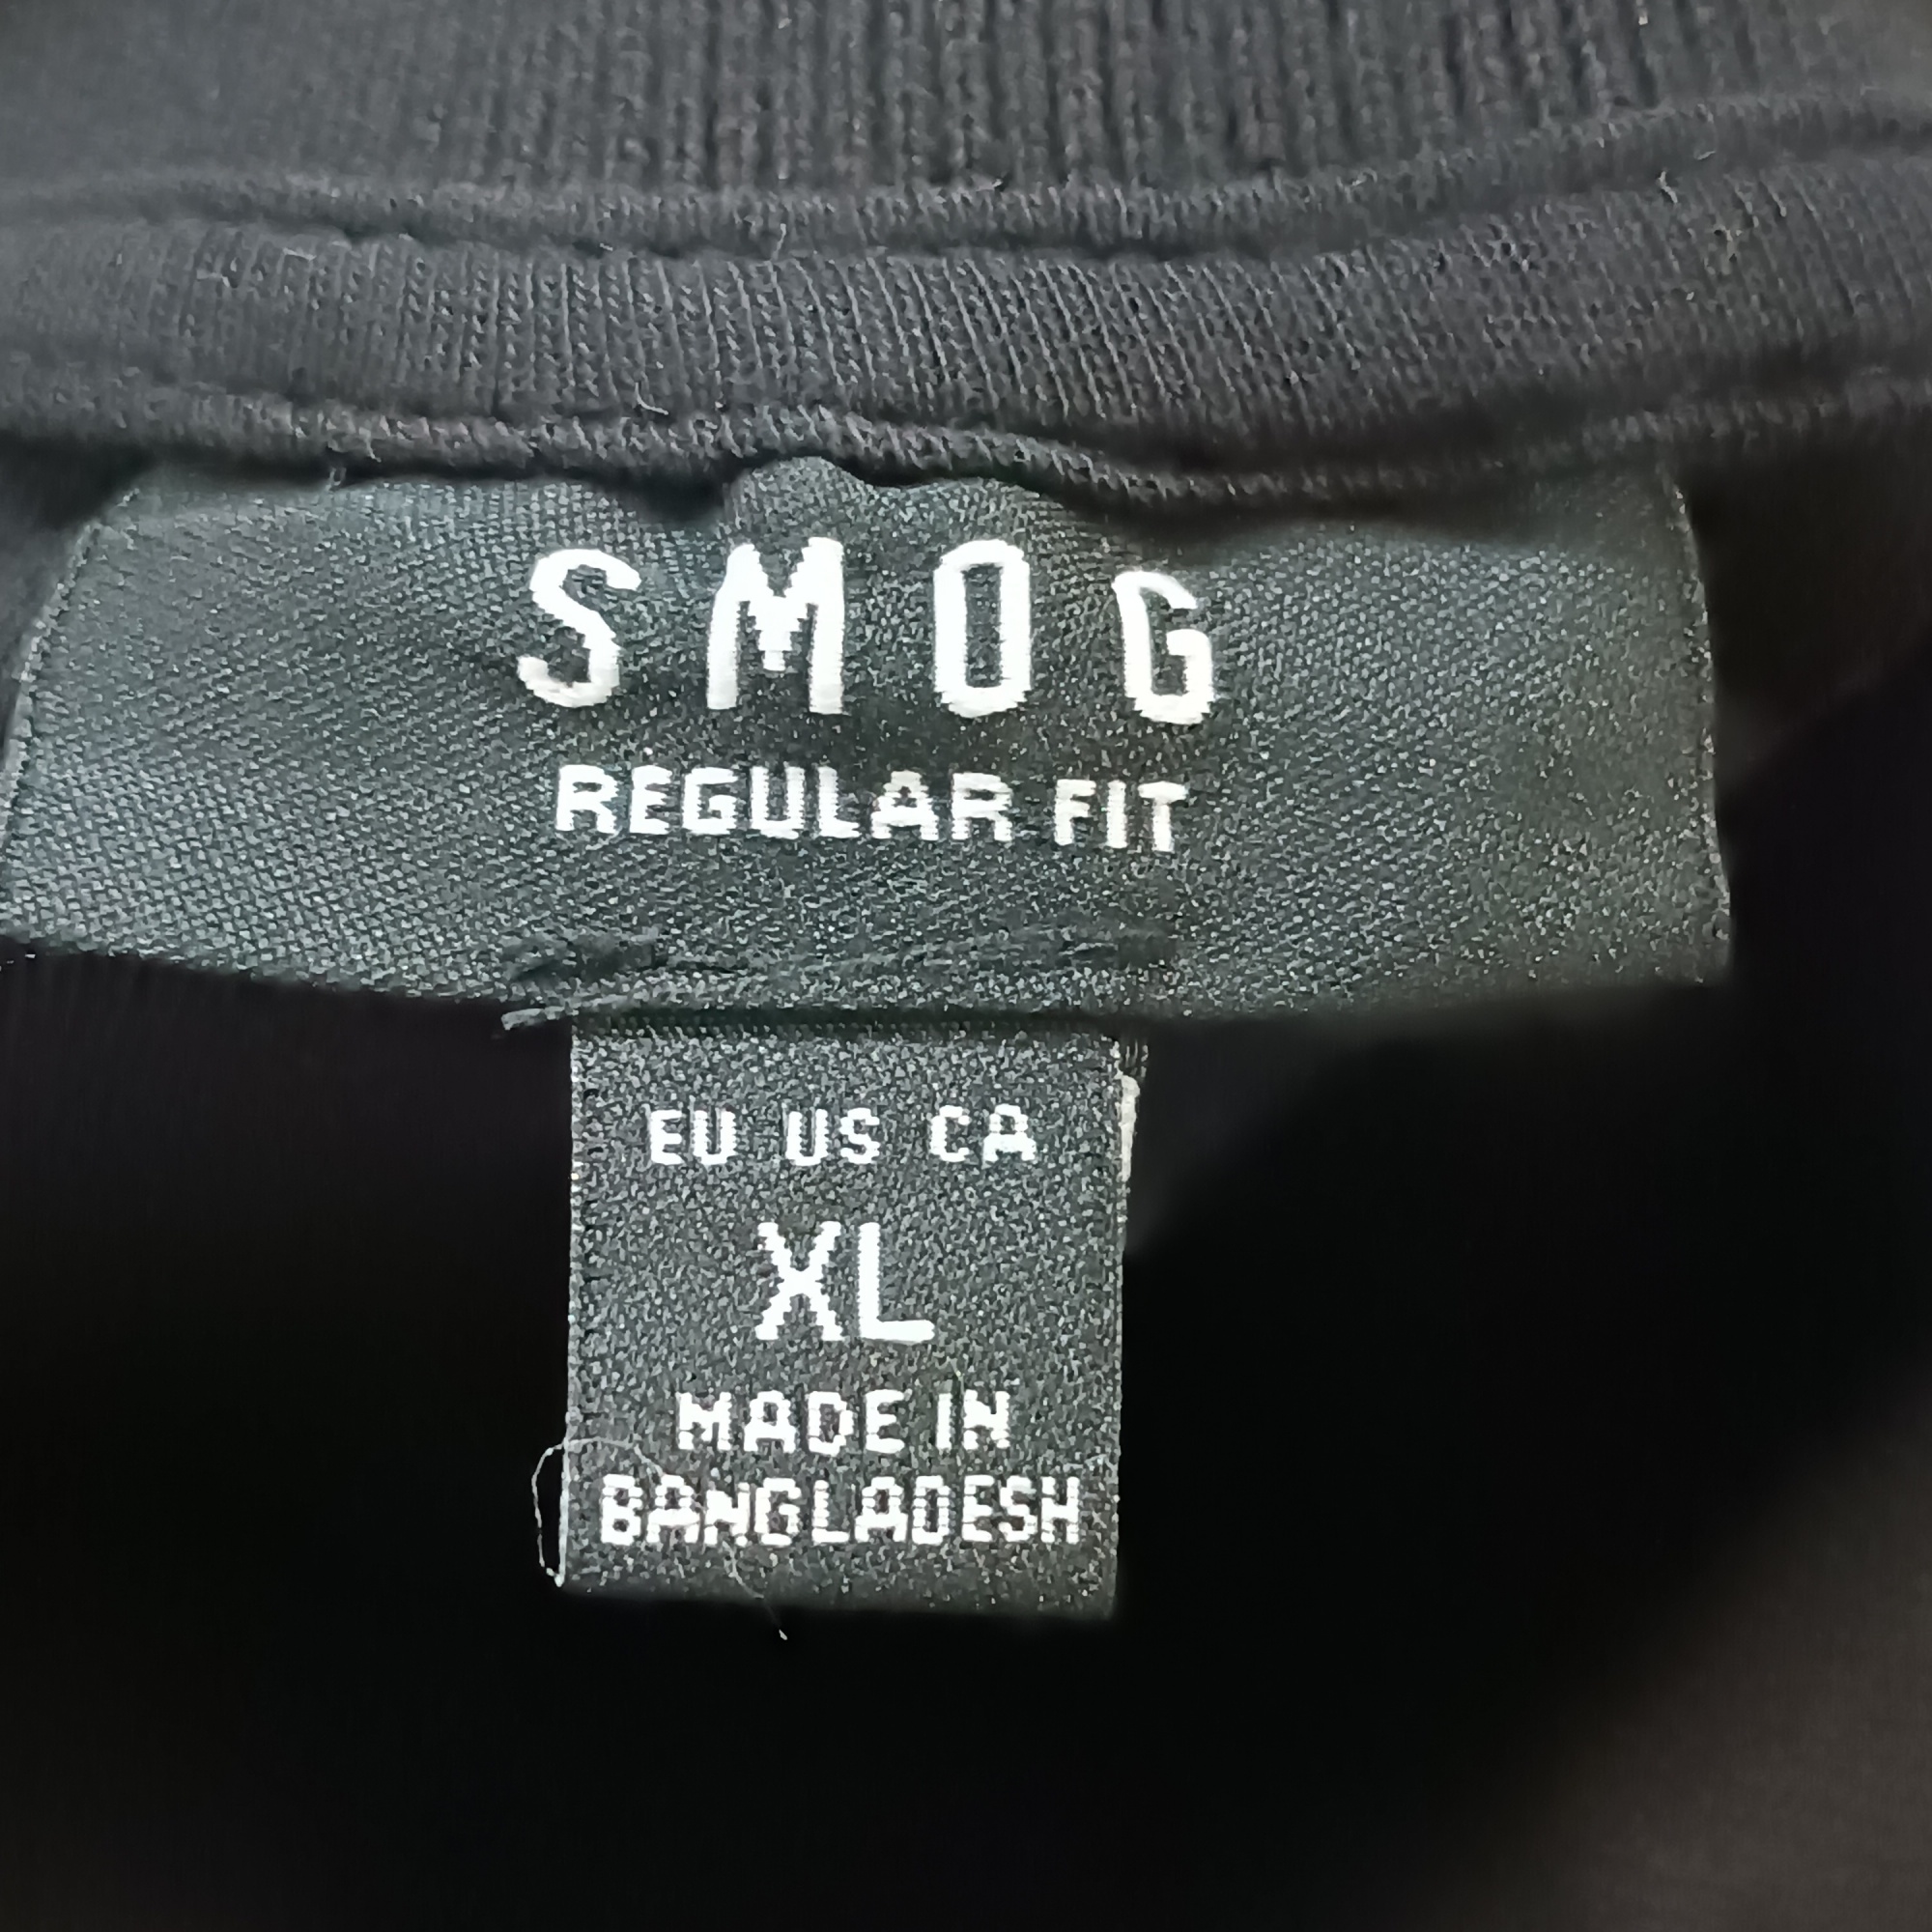 SMOG
REGULAR FIT
EU US CA
XL
MADE IN
BANGLADESH